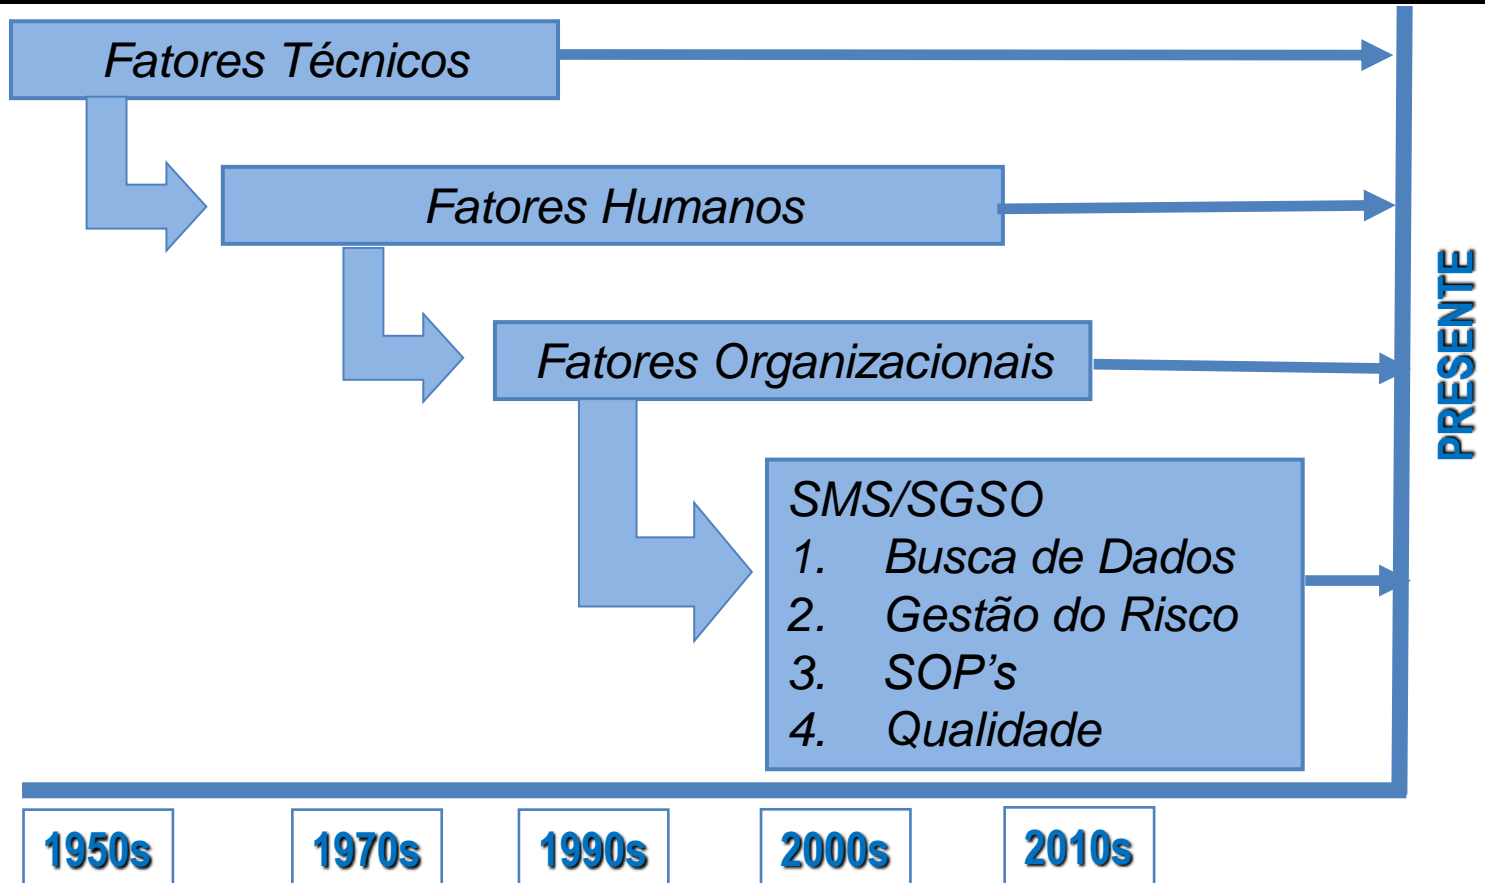 Fatores Técnicos
Fatores Humanos
Fatores Organizacionais
SMS/SGSO
1. Busca de Dados
2. Gestão do Risco
3. SOP’s
4. Qualidade
PRESENTE
1950s
1970s
1990s
2000s
2010s